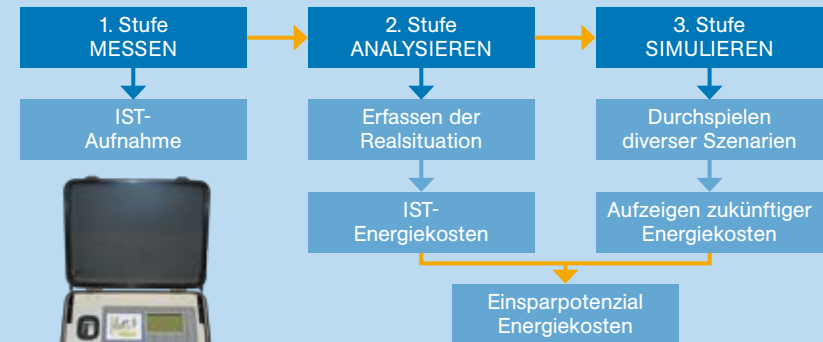 1. Stufe
MESSEN
2. Stufe
ANALYSIEREN
3. Stufe
SIMULIEREN
IST-
Aufnahme
Erfassen der
Realsituation
Durchspielen
diverser Szenarien
IST-
Energiekosten
Aufzeigen zukünftiger
Energiekosten
Einsparpotenzial
Energiekosten